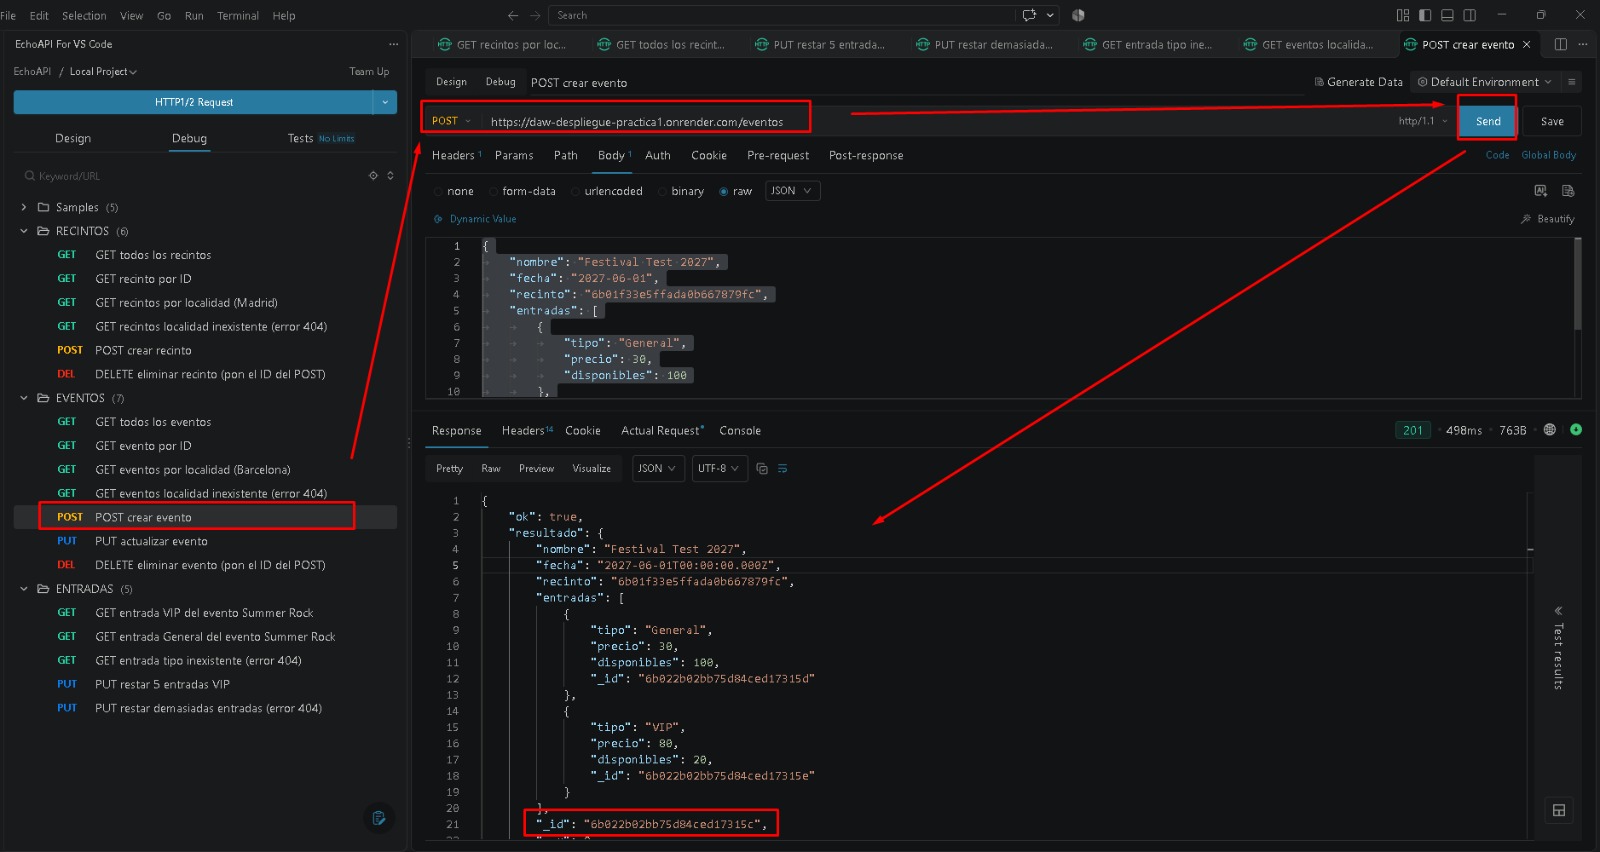 File Edit Selection View Go Run Terminal Help
Search
EchoAPI For VS Code
EchoAPI / Local Project
Team Up
HTTP1/2 Request
Design Debug Tests No Limits
Keyword/URL
Samples (5)
RECINTOS (6)
GET GET todos los recintos
GET GET recinto por ID
GET GET recintos por localidad (Madrid)
GET GET recintos localidad inexistente (error 404)
POST POST crear recinto
DEL DELETE eliminar recinto (pon el ID del POST)
EVENTOS (7)
GET GET todos los eventos
GET GET evento por ID
GET GET eventos por localidad (Barcelona)
GET GET eventos localidad inexistente (error 404)
POST POST crear evento
PUT PUT actualizar evento
DEL DELETE eliminar evento (pon el ID del POST)
ENTRADAS (5)
GET GET entrada VIP del evento Summer Rock
GET GET entrada General del evento Summer Rock
GET GET entrada tipo inexistente (error 404)
PUT PUT restar 5 entradas VIP
PUT PUT restar demasiadas entradas (error 404)
GET recintos por loc... GET todos los recint... PUT restar 5 entrada... PUT restar demasiada... GET entrada tipo ine... GET eventos localida... POST crear evento
Design Debug POST crear evento
Generate Data Default Environment
POST https://daw-despliegue-practica1.onrender.com/eventos
http/1.1 Send Save
Headers 1 Params Path Body 1 Auth Cookie Pre-request Post-response
Code Global Body
none form-data urlencoded binary raw JSON
Dynamic Value
Beautify
1 {
2 "nombre": "Festival Test 2027",
3 "fecha": "2027-06-01",
4 "recinto": "6b01f33e5ffada0b667879fc",
5 "entradas": [
6 {
7 "tipo": "General",
8 "precio": 30,
9 "disponibles": 100
10 },
Response Headers 14 Cookie Actual Request Console
201 498ms 763B
Pretty Raw Preview Visualize JSON UTF-8
1 {
2 "ok": true,
3 "resultado": {
4 "nombre": "Festival Test 2027",
5 "fecha": "2027-06-01T00:00:00.000Z",
6 "recinto": "6b01f33e5ffada0b667879fc",
7 "entradas": [
8 {
9 "tipo": "General",
10 "precio": 30,
11 "disponibles": 100,
12 "_id": "6b022b02bb75d84ced17315d"
13 },
14 {
15 "tipo": "VIP",
16 "precio": 80,
17 "disponibles": 20,
18 "_id": "6b022b02bb75d84ced17315e"
19 }
20 ],
21 "_id": "6b022b02bb75d84ced17315c",
Test results